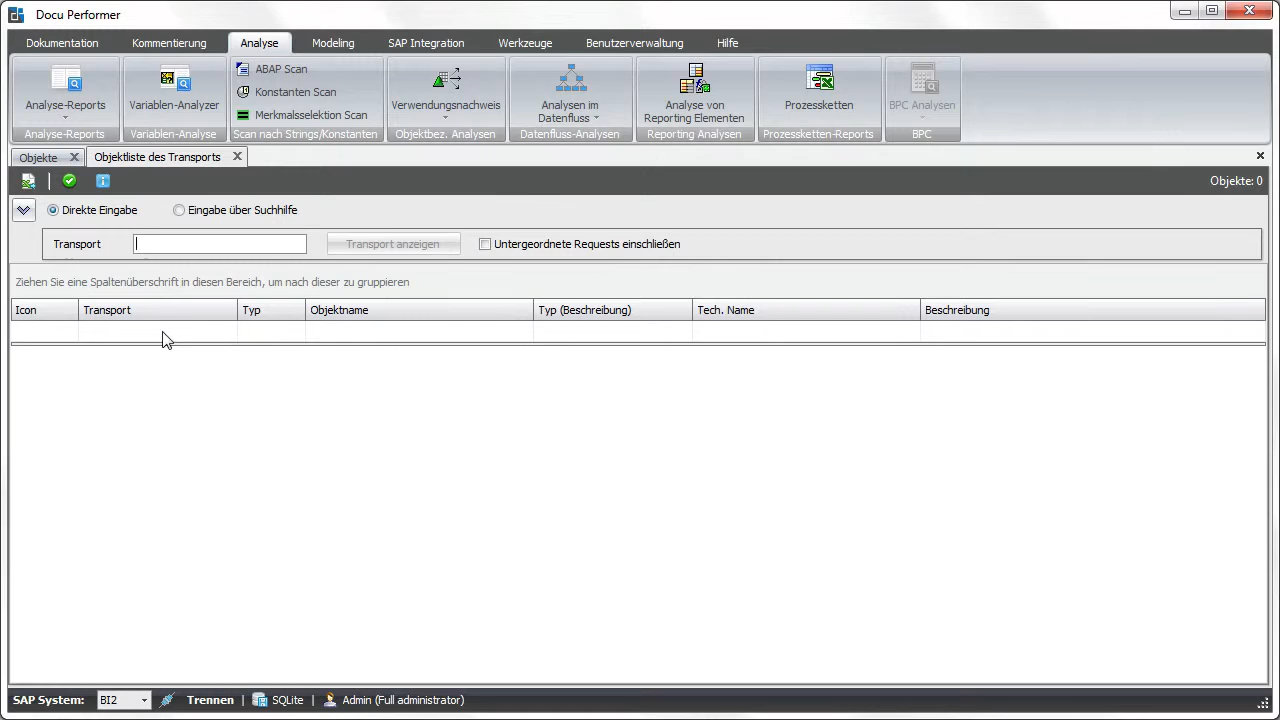 Docu Performer
Dokumentation Kommentierung Analyse Modeling SAP Integration Werkzeuge Benutzerverwaltung Hilfe
Analyse-Reports
Analyse-Reports
Variablen-Analyzer
Variablen-Analyse
ABAP Scan
Konstanten Scan
Merkmalsselektion Scan
Scan nach Strings/Konstanten
Verwendungsnachweis
Objektbez. Analysen
Analysen im
Datenfluss
Datenfluss-Analysen
Analyse von
Reporting Elementen
Reporting Analysen
Prozessketten
Prozessketten-Reports
BPC Analysen
BPC
Objekte Objektliste des Transports
Objekte: 0
Direkte Eingabe Eingabe über Suchhilfe
Transport Transport anzeigen Untergeordnete Requests einschließen
Ziehen Sie eine Spaltenüberschrift in diesen Bereich, um nach dieser zu gruppieren
Icon Transport Typ Objektname Typ (Beschreibung) Tech. Name Beschreibung
SAP System: BI2 Trennen | SQLite | Admin (Full administrator)